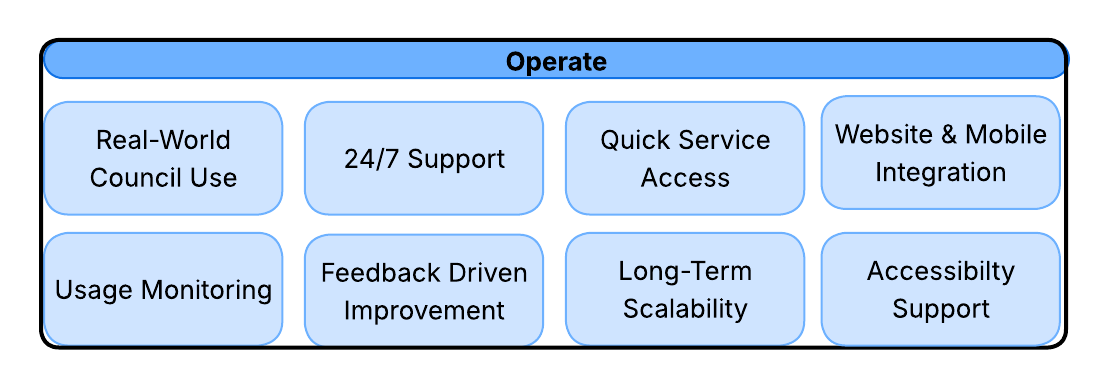 Operate
Real-World
Council Use
24/7 Support
Quick Service
Access
Website & Mobile
Integration
Usage Monitoring
Feedback Driven
Improvement
Long-Term
Scalability
Accessibilty
Support